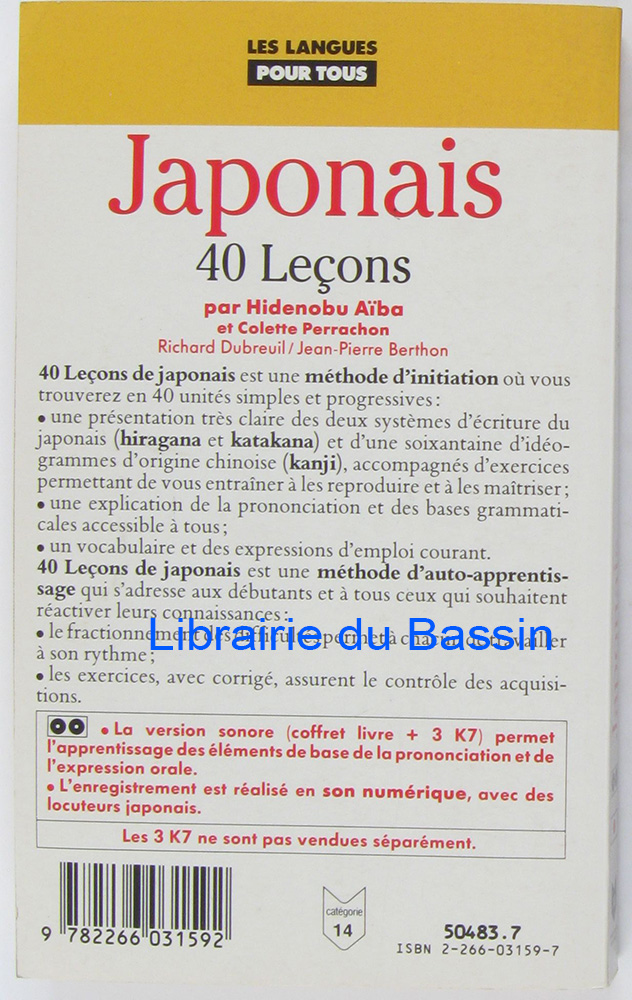 LES LANGUES
POUR TOUS
Japonais
40 Leçons
par Hidenobu Aïba
et Colette Perrachon
Richard Dubreuil/Jean-Pierre Berthon
40 Leçons de japonais est une méthode d'initiation où vous
trouverez en 40 unités simples et progressives :
• une présentation très claire des deux systèmes d'écriture du
japonais (hiragana et katakana) et d'une soixantaine d'idéo-
grammes d'origine chinoise (kanji), accompagnés d'exercices
permettant de vous entraîner à les reproduire et à les maîtriser ;
• une explication de la prononciation et des bases grammati-
cales accessible à tous ;
• un vocabulaire et des expressions d'emploi courant.
40 Leçons de japonais est une méthode d'auto-apprentis-
sage qui s'adresse aux débutants et à tous ceux qui souhaitent
réactiver leurs connaissances :
• le fractionnement des difficultés permet à chacun de travailler
Librairie du Bassin
à son rythme ;
• les exercices, avec corrigé, assurent le contrôle des acquisi-
tions.
• La version sonore (coffret livre + 3 K7) permet
l'apprentissage des éléments de base de la prononciation et de
l'expression orale.
• L'enregistrement est réalisé en son numérique, avec des
locuteurs japonais.
Les 3 K7 ne sont pas vendues séparément.
9 782266 031592
catégorie
14
50483.7
ISBN 2-266-03159-7